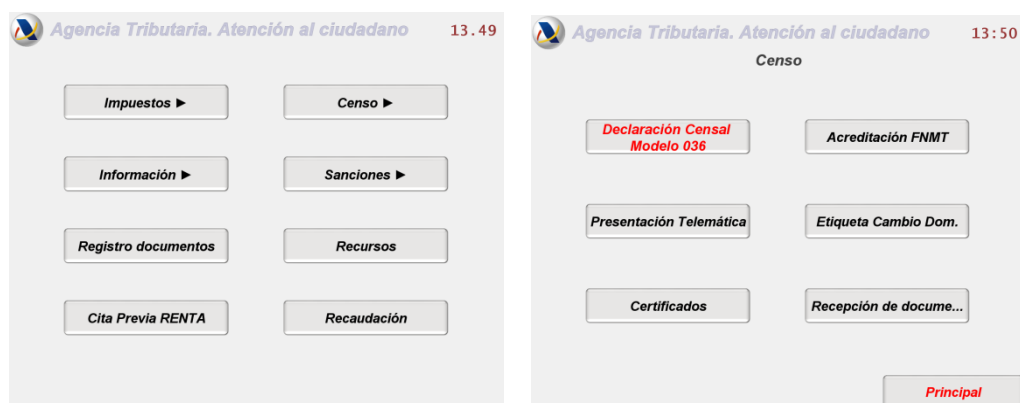 Agencia Tributaria. Atención al ciudadano 13.49
Impuestos ►
Censo ►
Información ►
Sanciones ►
Registro documentos
Recursos
Cita Previa RENTA
Recaudación
Agencia Tributaria. Atención al ciudadano 13:50
Censo
Declaración Censal
Modelo 036
Acreditación FNMT
Presentación Telemática
Etiqueta Cambio Dom.
Certificados
Recepción de docume...
Principal